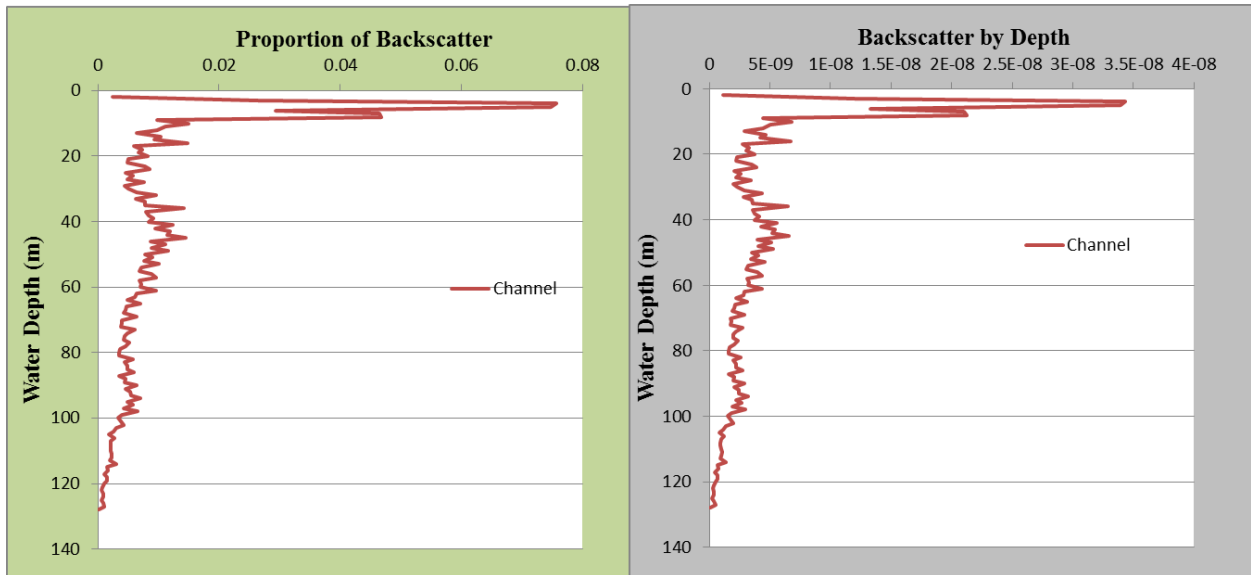 Proportion of Backscatter
0 0.02 0.04 0.06 0.08
0
20
40
60
80
100
120
140
Water Depth (m)
Channel
Backscatter by Depth
0 5E-09 1E-08 1.5E-08 2E-08 2.5E-08 3E-08 3.5E-08 4E-08
0
20
40
60
80
100
120
140
Water Depth (m)
Channel